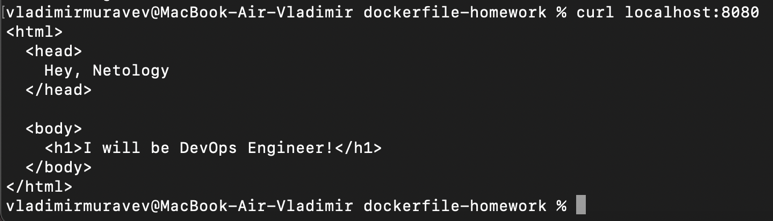 [vladimirmuravev@MacBook-Air-Vladimir dockerfile-homework % curl localhost:8080
<html>
  <head>
    Hey, Netology
  </head>

  <body>
    <h1>I will be DevOps Engineer!</h1>
  </body>
</html>
vladimirmuravev@MacBook-Air-Vladimir dockerfile-homework %